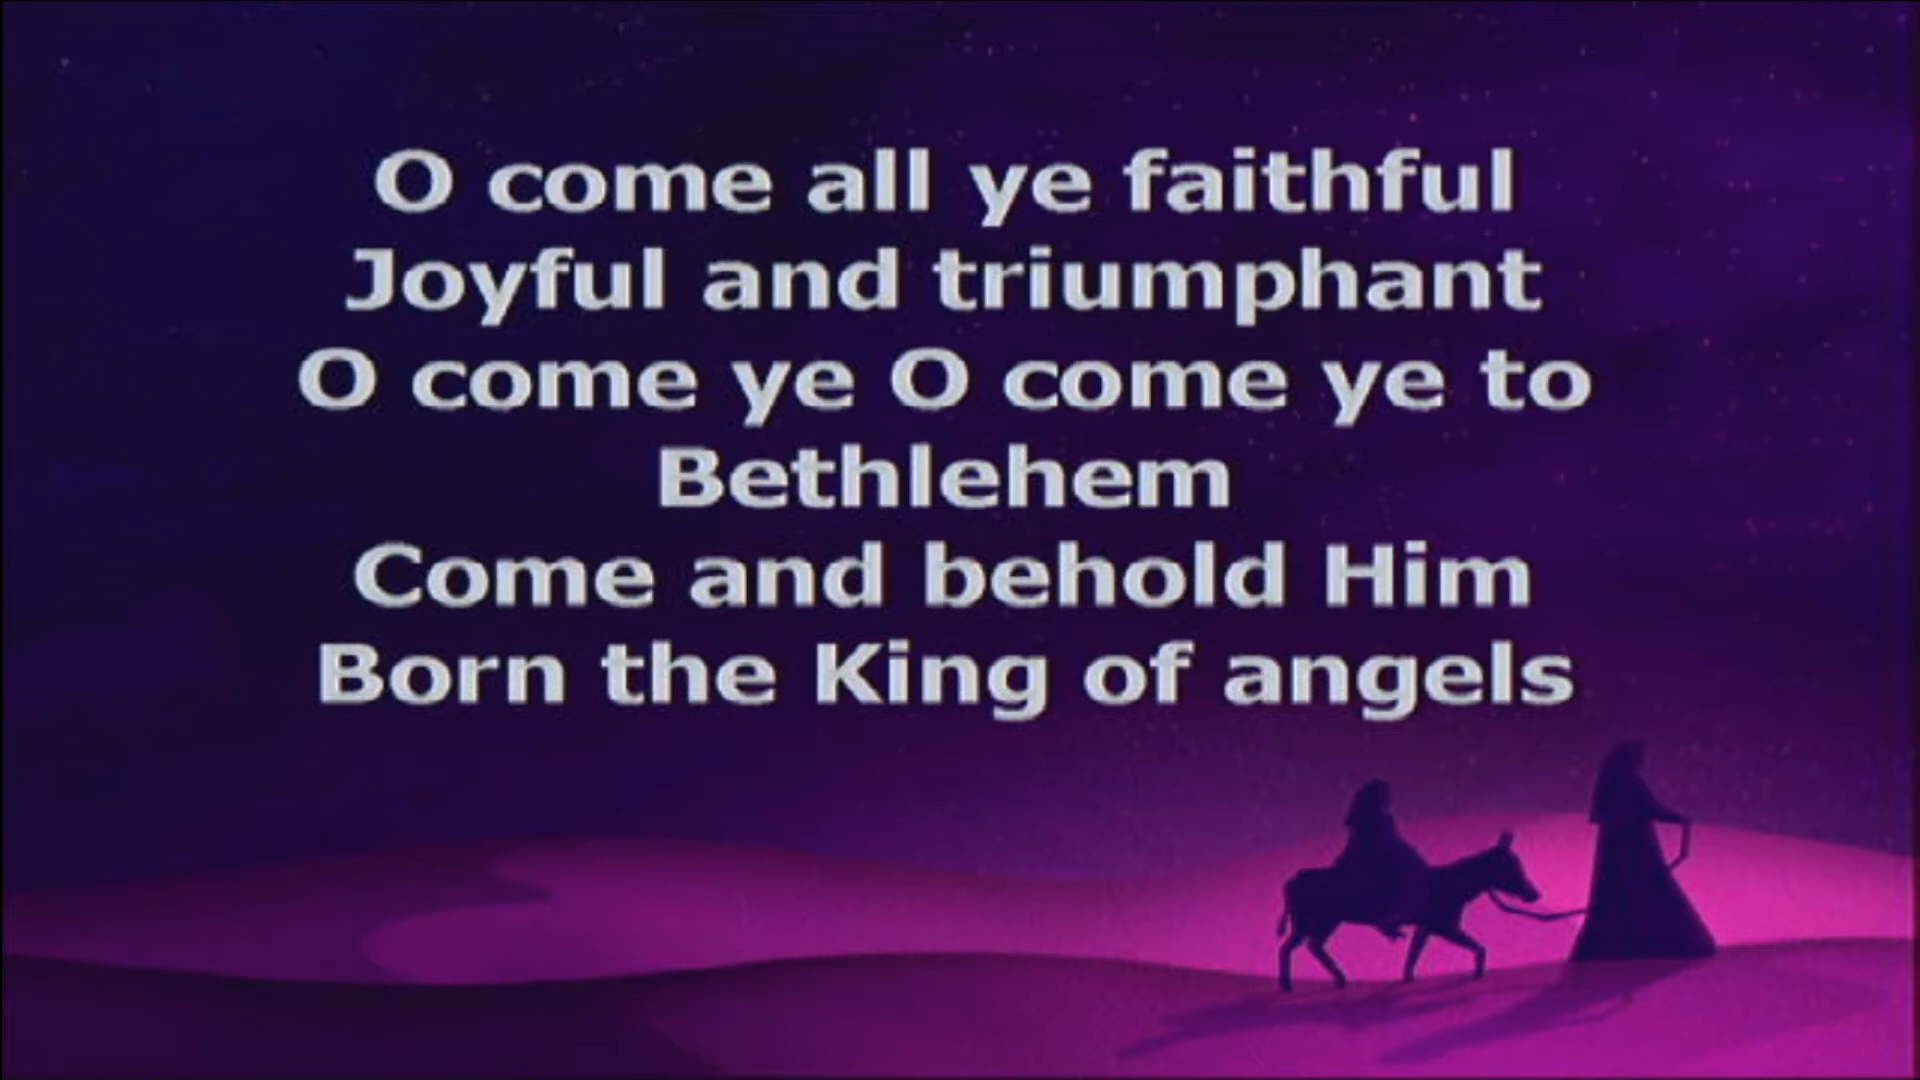 O come all ye faithful
Joyful and triumphant
O come ye O come ye to
Bethlehem
Come and behold Him
Born the King of angels